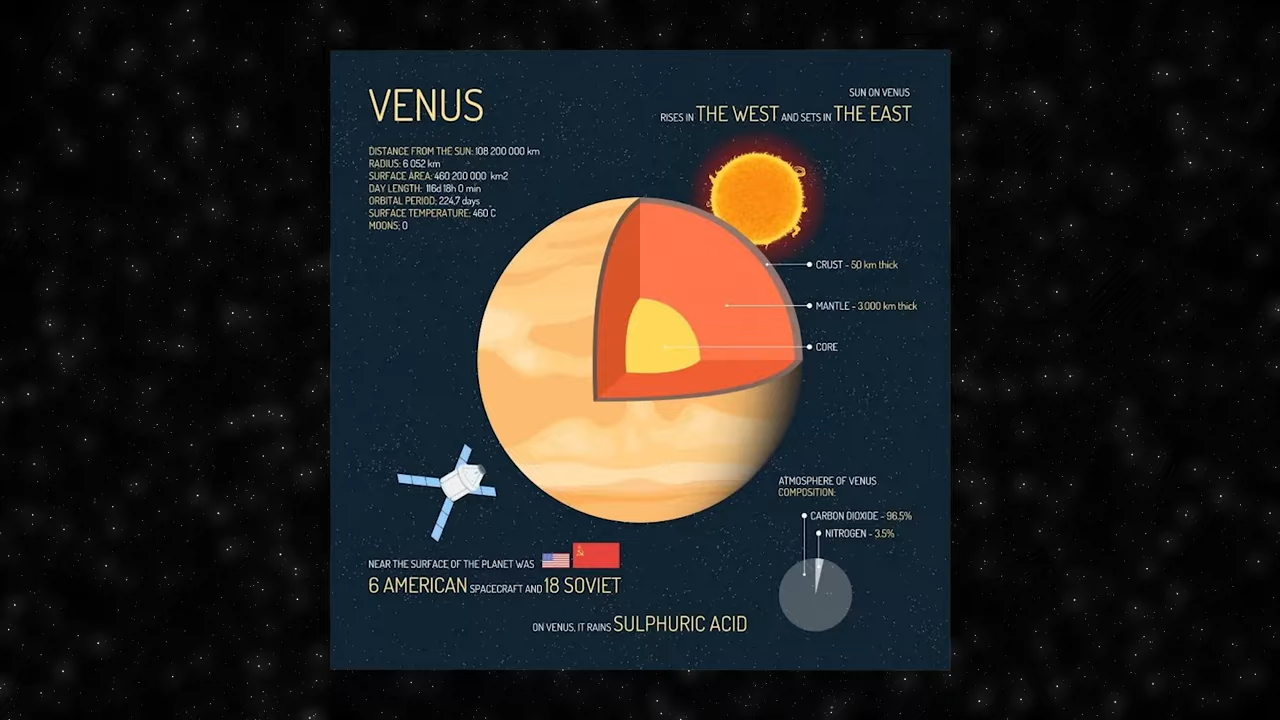 VENUS
DISTANCE FROM THE SUN: 108 200 000 km
RADIUS: 6 052 km
SURFACE AREA: 460 200 000 km2
DAY LENGTH: 116d 18h 0 min
ORBITAL PERIOD: 224,7 days
SURFACE TEMPERATURE: 460 C
MOONS: 0
SUN ON VENUS
RISES IN THE WEST AND SETS IN THE EAST
CRUST - 50 km thick
MANTLE - 3 000 km thick
CORE
ATMOSPHERE OF VENUS
COMPOSITION:
CARBON DIOXIDE - 96.5%
NITROGEN - 3.5%
NEAR THE SURFACE OF THE PLANET WAS
6 AMERICAN SPACECRAFT AND 18 SOVIET
ON VENUS, IT RAINS SULPHURIC ACID